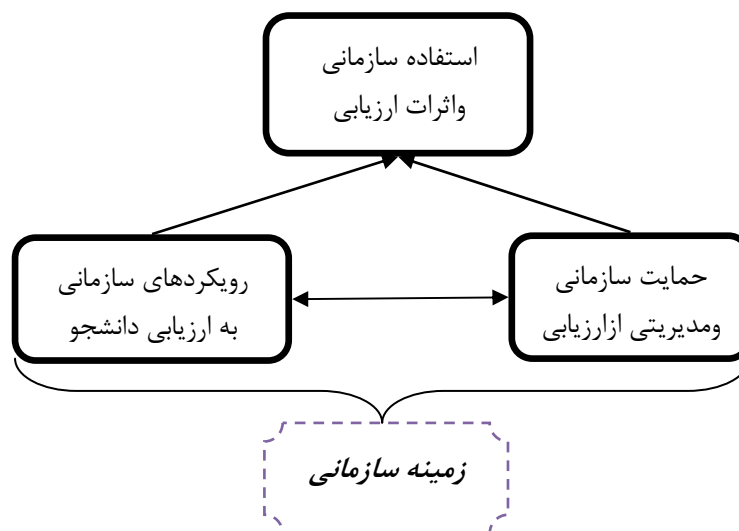 استفاده سازمانی
واثرات ارزیابی
حمایت سازمانی
ومدیریتی ازارزیابی
رویکردهای سازمانی
به ارزیابی دانشجو
زمینه سازمانی